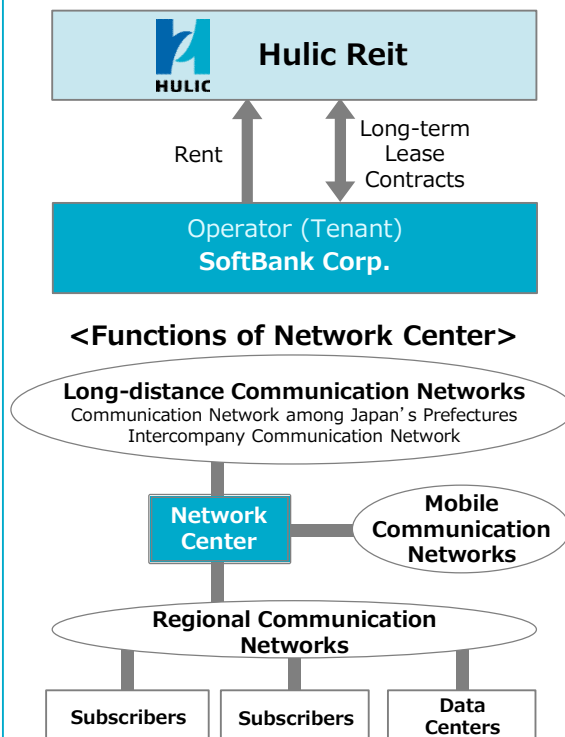 HULIC
Hulic Reit
Rent
Long-term
Lease
Contracts
Operator (Tenant)
SoftBank Corp.
<Functions of Network Center>
Long-distance Communication Networks
Communication Network among Japan's Prefectures
Intercompany Communication Network
Network
Center
Mobile
Communication
Networks
Regional Communication
Networks
Subscribers
Subscribers
Data
Centers